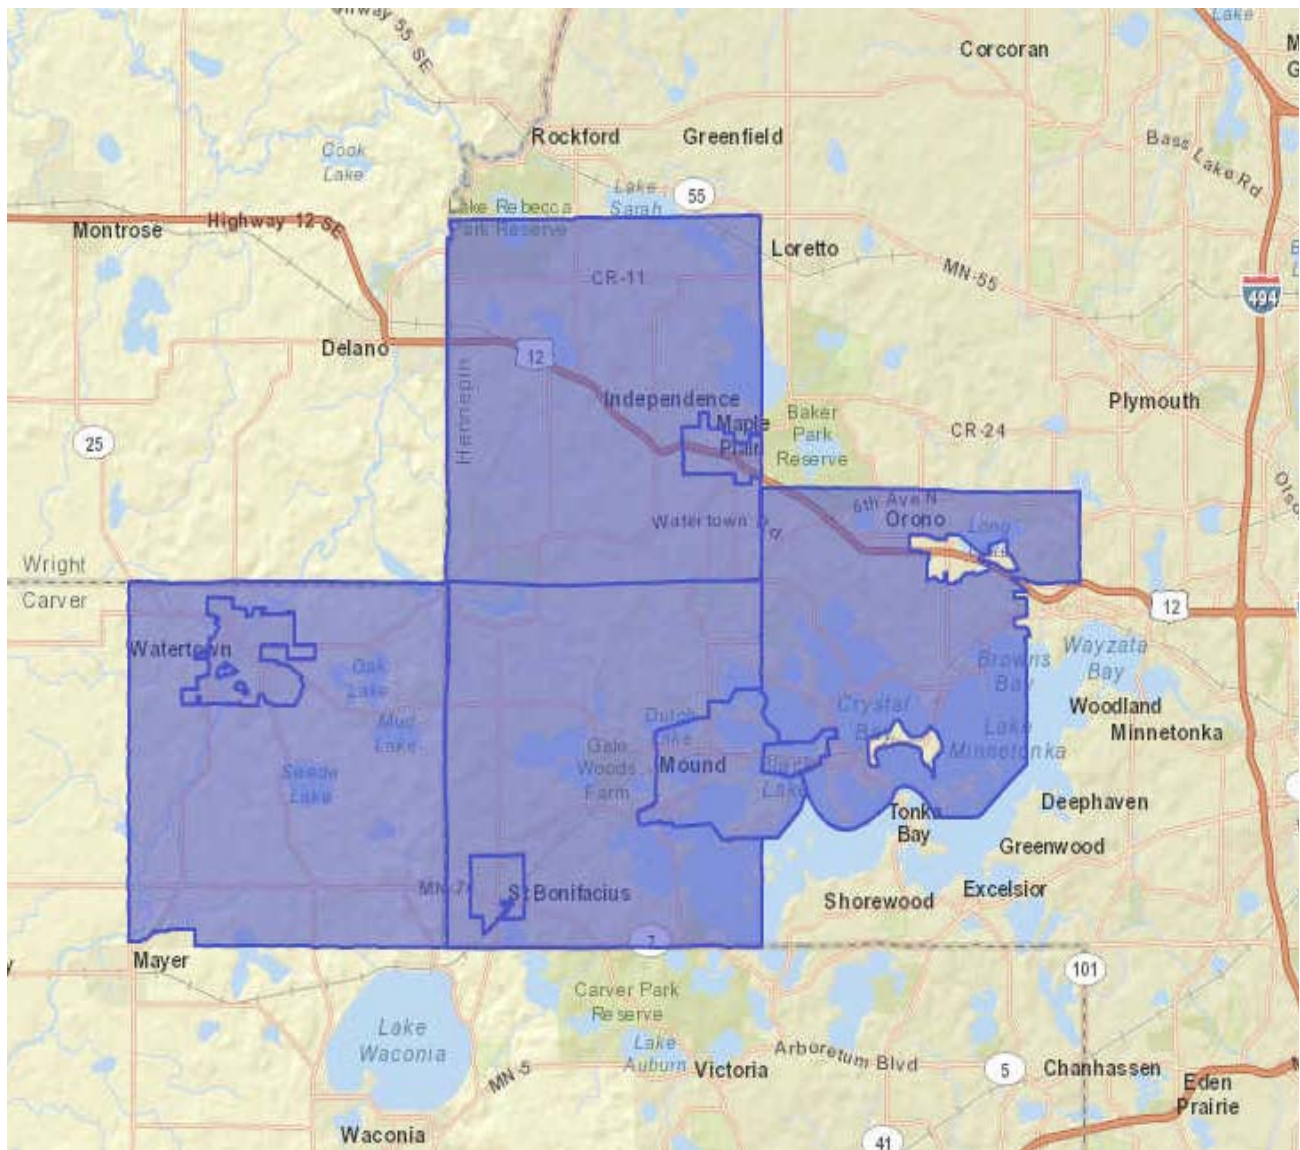 Lake
Corcoran
M
G
Rockford
Greenfield
Bass Lake Rd
Cook
Lake
Lake
Sarah
55
Lake Rebecca
Park Reserve
Highway 12 SE
Montrose
Loretto
CR-11
MN-55
494
Delano
12
Hennepin
Independence
Maple
Plain
Baker
Park
Reserve
Plymouth
CR-24
25
6th Ave N
Orono
Long
Watertown Rd
Wright
Carver
12
Watertown
Oak
Lake
Browns
Bay
Wayzata
Bay
Mud
Lake
Dutch
Lake
Crystal
Lake
Minnetonka
Woodland
Minnetonka
Gale
Woods
Farm
Mound
Lake
Swede
Lake
Tonka
Bay
Deephaven
Greenwood
MN-7
St Bonifacius
Shorewood
Excelsior
7
y
Mayer
101
Carver Park
Reserve
Lake
Waconia
Lake
Auburn
Victoria
Arboretum Blvd
MN-5
5
Chanhassen
Eden
Prairie
Waconia
41